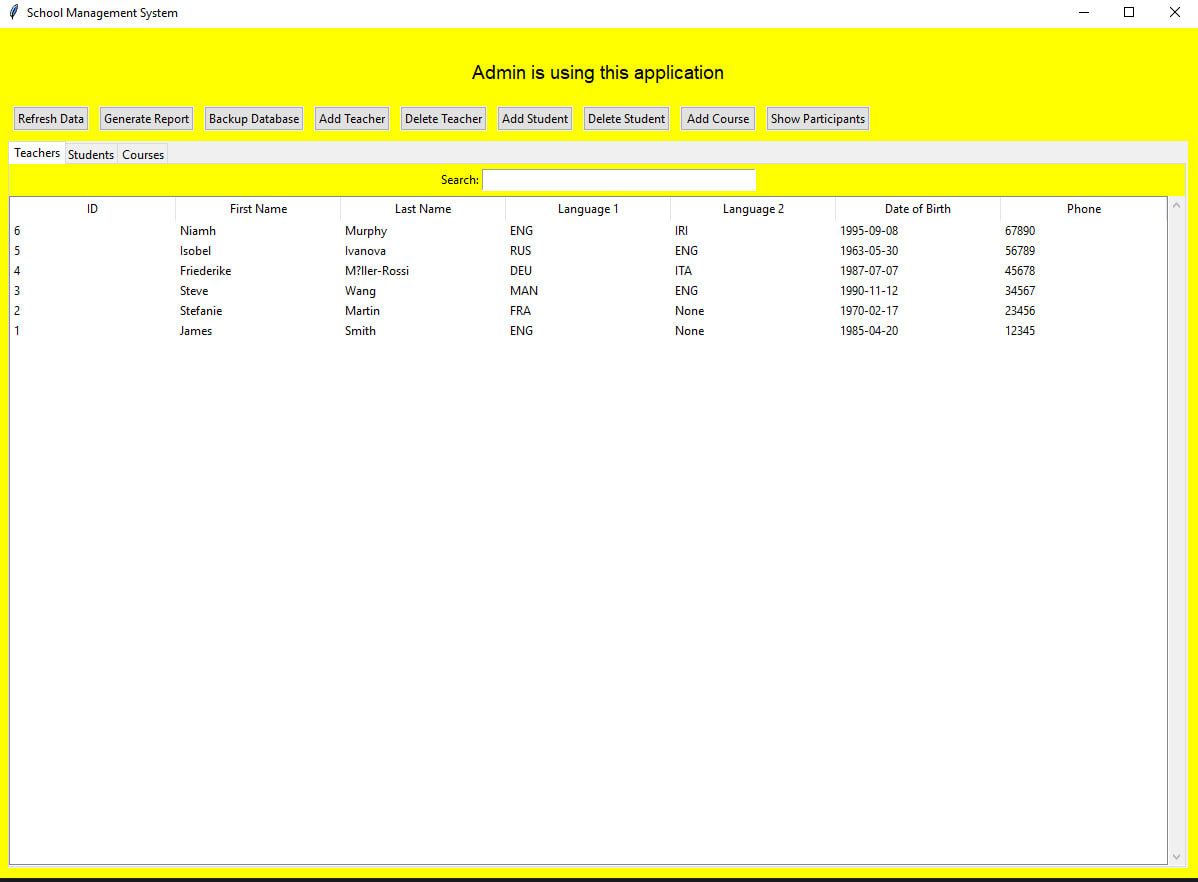 School Management System
Admin is using this application
Refresh Data Generate Report Backup Database Add Teacher Delete Teacher Add Student Delete Student Add Course Show Participants
Teachers Students Courses
Search:
ID First Name Last Name Language 1 Language 2 Date of Birth Phone
6 Niamh Murphy ENG IRI 1995-09-08 67890
5 Isobel Ivanova RUS ENG 1963-05-30 56789
4 Friederike M?ller-Rossi DEU ITA 1987-07-07 45678
3 Steve Wang MAN ENG 1990-11-12 34567
2 Stefanie Martin FRA None 1970-02-17 23456
1 James Smith ENG None 1985-04-20 12345